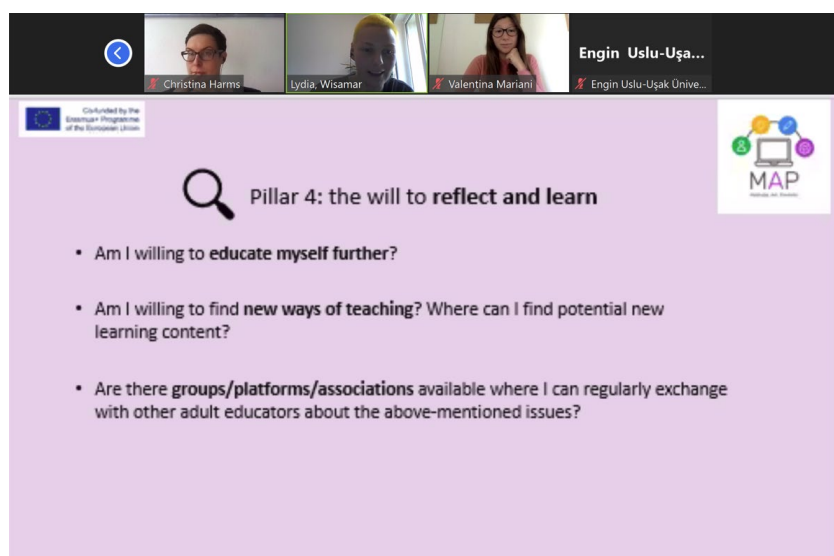 Engin Uslu-Uşa...
Christina Harms
Lydia, Wisamar
Valentina Mariani
Engin Uslu-Uşak Ünive...
Co-funded by the
Erasmus+ Programme
of the European Union
MAP
Pillar 4: the will to reflect and learn
• Am I willing to educate myself further?
• Am I willing to find new ways of teaching? Where can I find potential new
learning content?
• Are there groups/platforms/associations available where I can regularly exchange
with other adult educators about the above-mentioned issues?